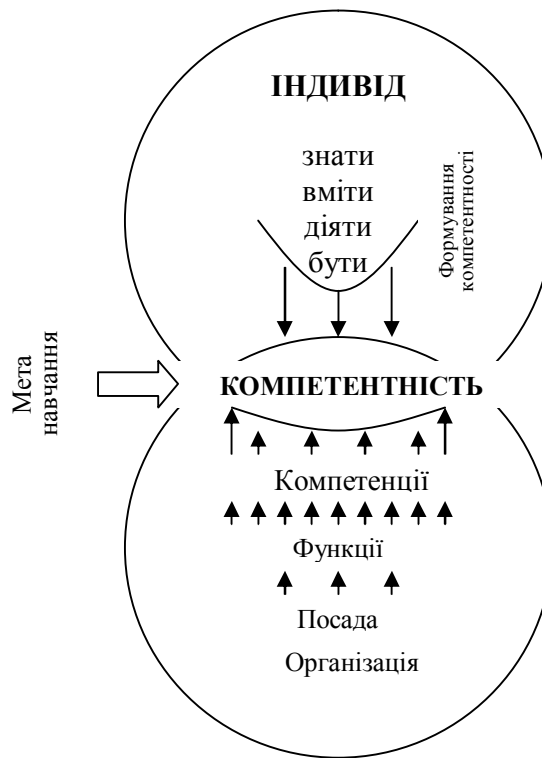 ІНДИВІД
знати
вміти
діяти
бути
Формування
компетентності
Мета
навчання
КОМПЕТЕНТНІСТЬ
Компетенції
Функції
Посада
Організація